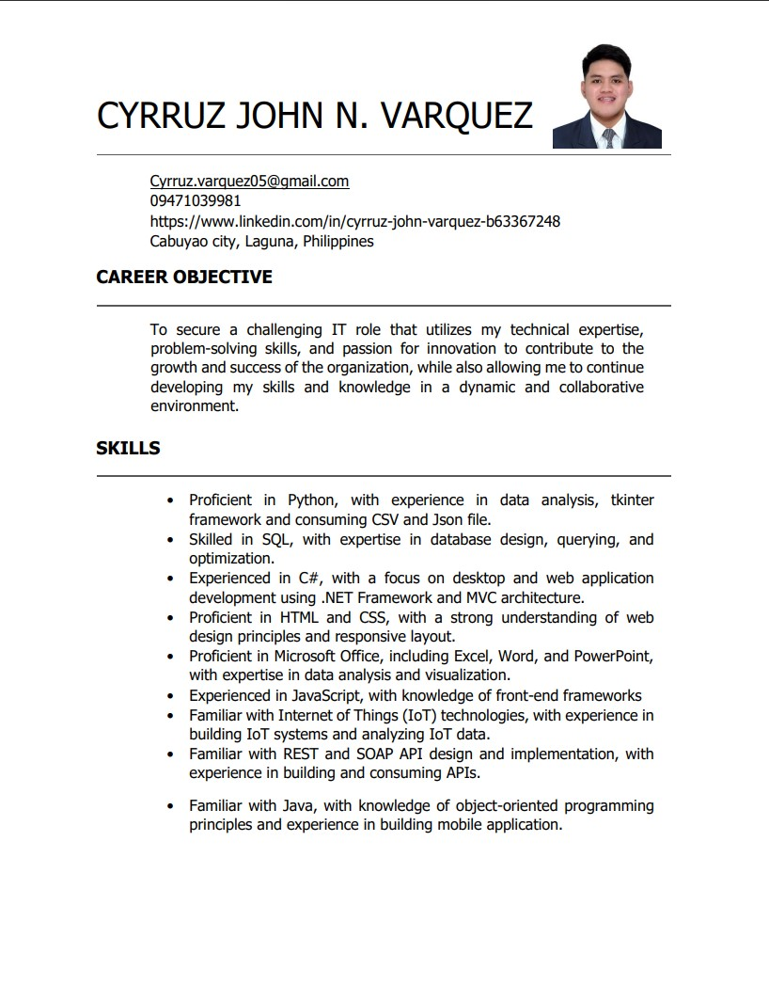 CYRRUZ JOHN N. VARQUEZ
Cyrruz.varquez05@gmail.com
09471039981
https://www.linkedin.com/in/cyrruz-john-varquez-b63367248
Cabuyao city, Laguna, Philippines
CAREER OBJECTIVE
To secure a challenging IT role that utilizes my technical expertise,
problem-solving skills, and passion for innovation to contribute to the
growth and success of the organization, while also allowing me to continue
developing my skills and knowledge in a dynamic and collaborative
environment.
SKILLS
• Proficient in Python, with experience in data analysis, tkinter
framework and consuming CSV and Json file.
• Skilled in SQL, with expertise in database design, querying, and
optimization.
• Experienced in C#, with a focus on desktop and web application
development using .NET Framework and MVC architecture.
• Proficient in HTML and CSS, with a strong understanding of web
design principles and responsive layout.
• Proficient in Microsoft Office, including Excel, Word, and PowerPoint,
with expertise in data analysis and visualization.
• Experienced in JavaScript, with knowledge of front-end frameworks
• Familiar with Internet of Things (IoT) technologies, with experience in
building IoT systems and analyzing IoT data.
• Familiar with REST and SOAP API design and implementation, with
experience in building and consuming APIs.
• Familiar with Java, with knowledge of object-oriented programming
principles and experience in building mobile application.